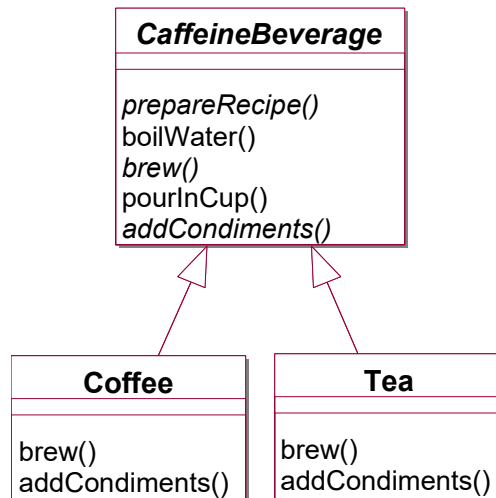 CaffeineBeverage
prepareRecipe()
boilWater()
brew()
pourInCup()
addCondiments()
Coffee
brew()
addCondiments()
Tea
brew()
addCondiments()